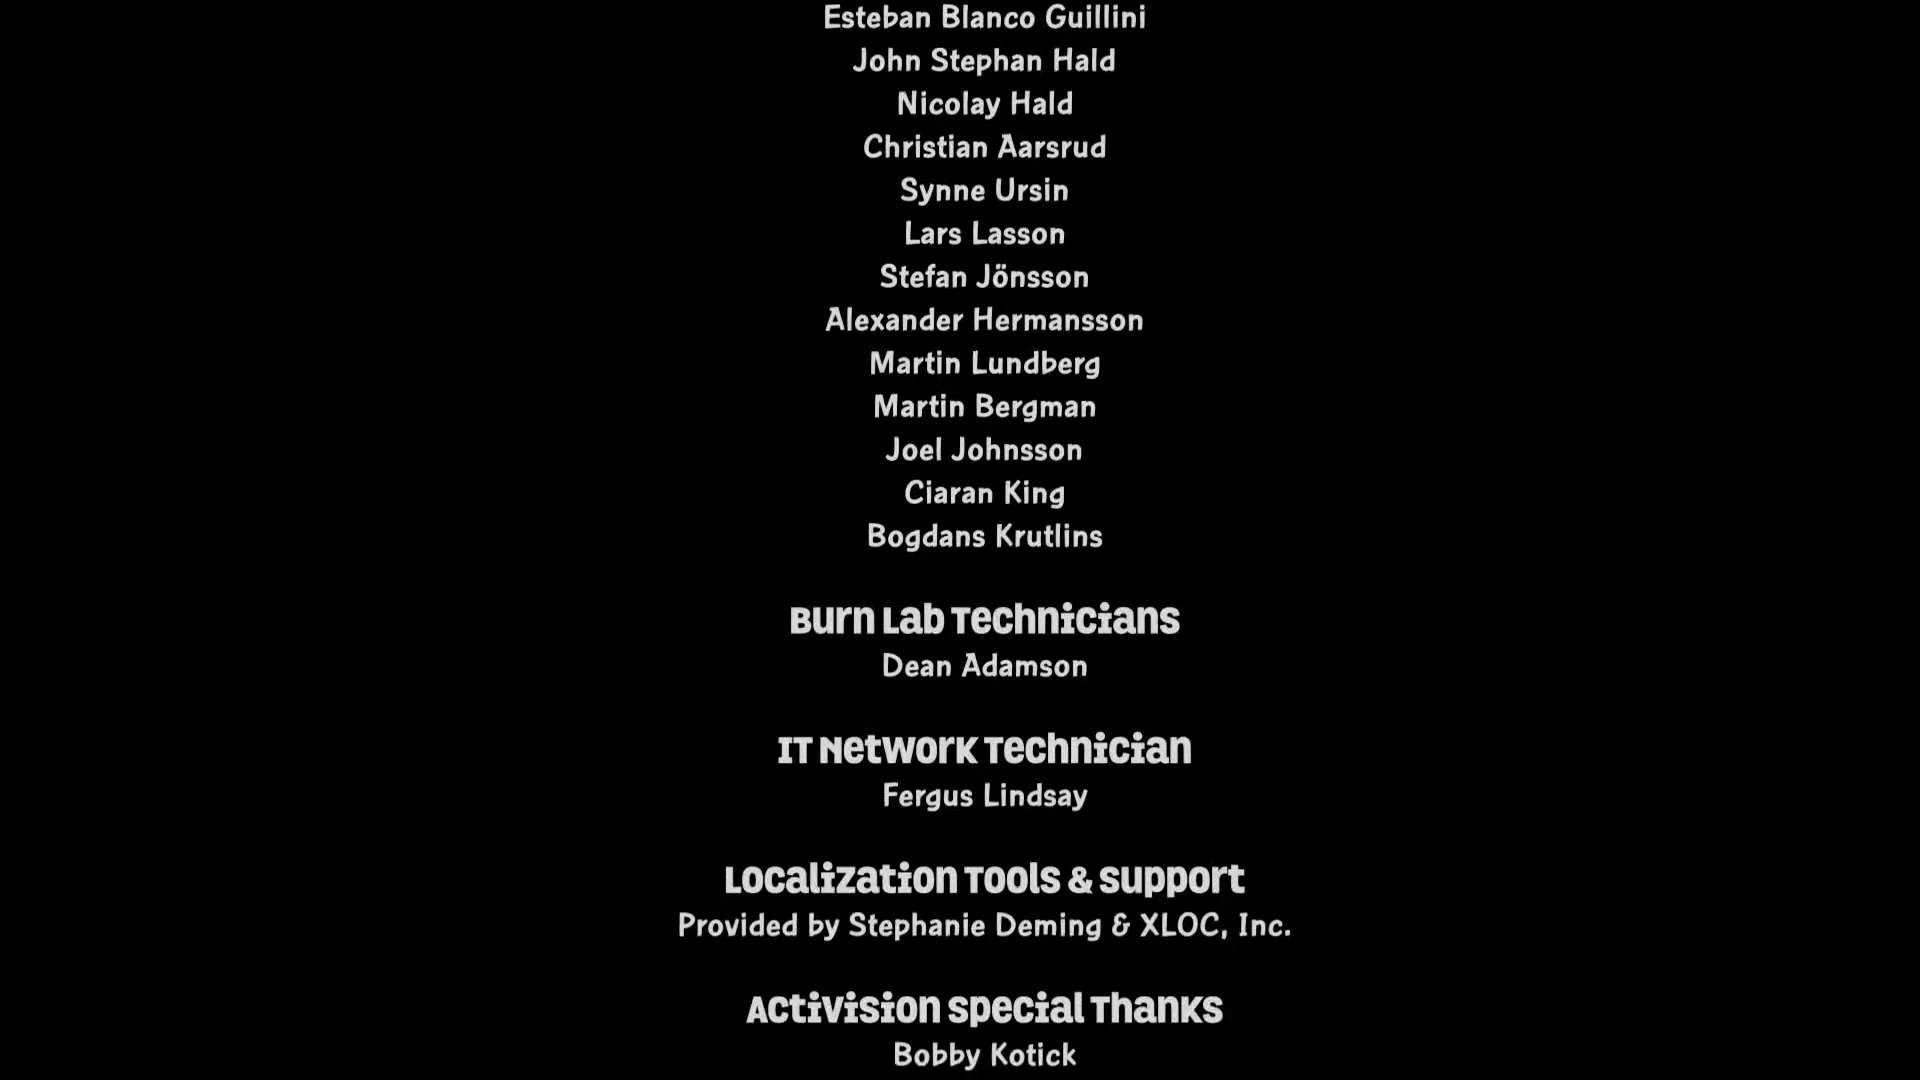 Esteban Blanco Guillini
John Stephan Hald
Nicolay Hald
Christian Aarsrud
Synne Ursin
Lars Lasson
Stefan Jönsson
Alexander Hermansson
Martin Lundberg
Martin Bergman
Joel Johnsson
Ciaran King
Bogdans Krutlins
Burn Lab Technicians
Dean Adamson
IT Network Technician
Fergus Lindsay
Localization Tools & Support
Provided by Stephanie Deming & XLOC, Inc.
Activision Special Thanks
Bobby Kotick